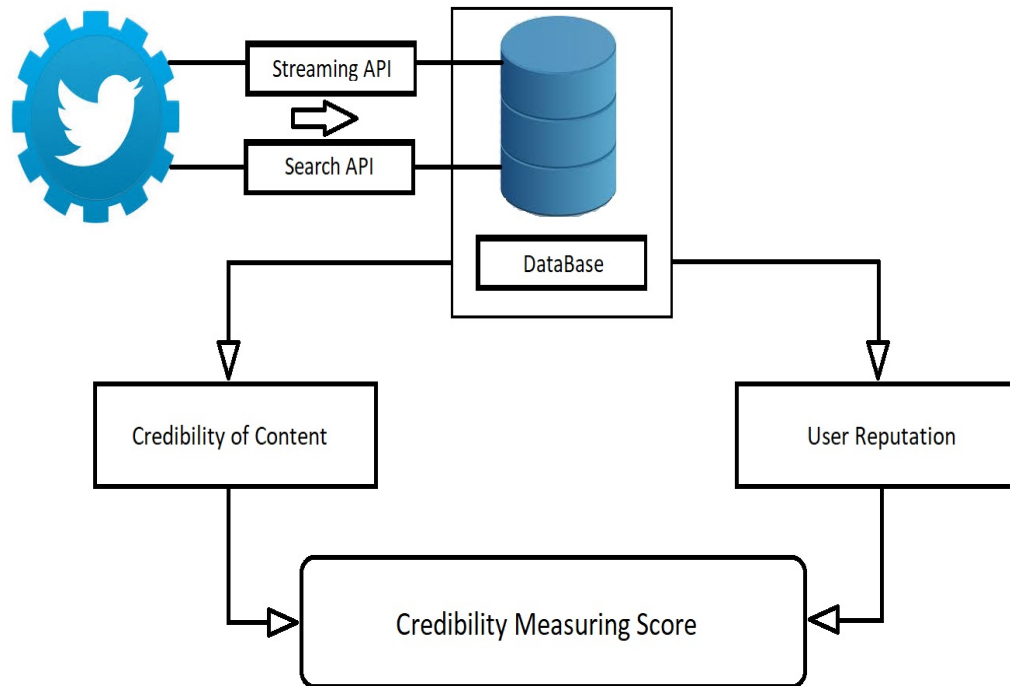 Streaming API
Search API
DataBase
Credibility of Content
User Reputation
Credibility Measuring Score